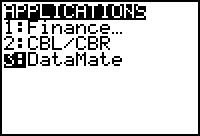 APPLICATIONS
1:Finance…
2:CBL/CBR
3:DataMate